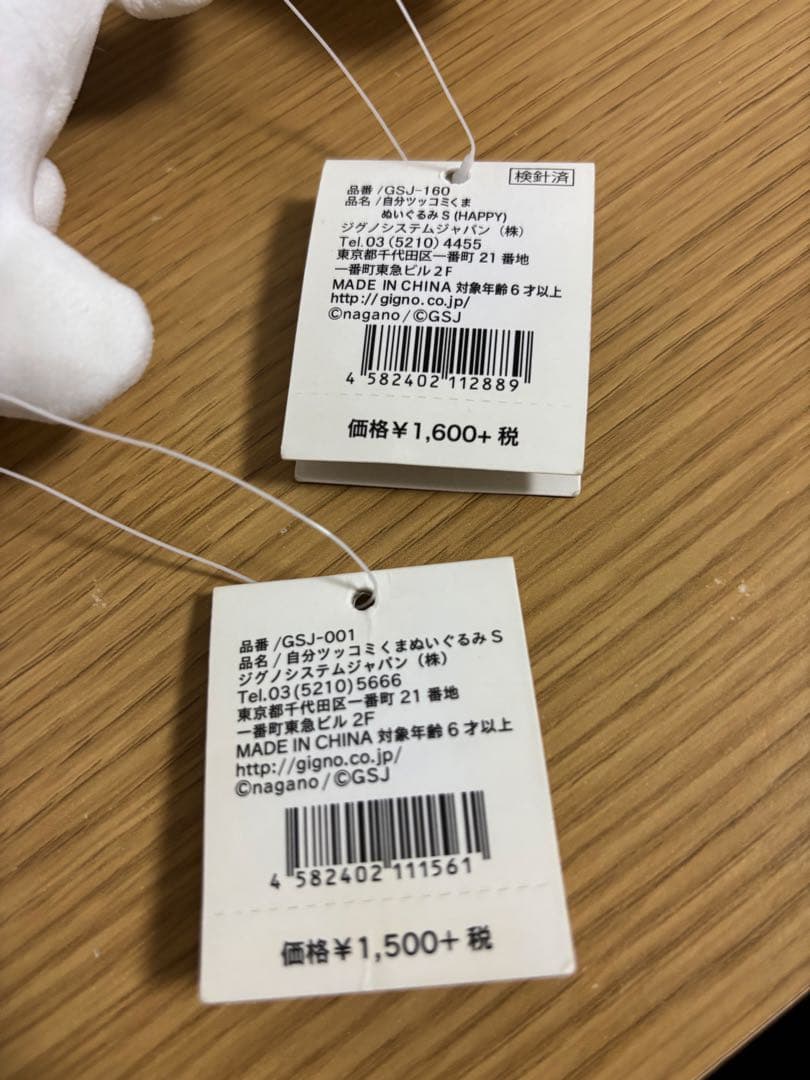 検針済
品番/GSJ-160
品名/自分ツッコミくま
ぬいぐるみ S (HAPPY)
ジグノシステムジャパン（株）
Tel.03(5210)4455
東京都千代田区一番町 21 番地
一番町東急ビル 2F
MADE IN CHINA 対象年齢 6 才以上
http://gigno.co.jp/
©nagano/©GSJ
4 582402 112889
価格¥1,600+ 税
品番/GSJ-001
品名/自分ツッコミくまぬいぐるみ S
ジグノシステムジャパン（株）
Tel.03(5210)5666
東京都千代田区一番町 21 番地
一番町東急ビル 2F
MADE IN CHINA 対象年齢 6 才以上
http://gigno.co.jp/
©nagano/©GSJ
4 582402 111561
価格¥1,500+ 税